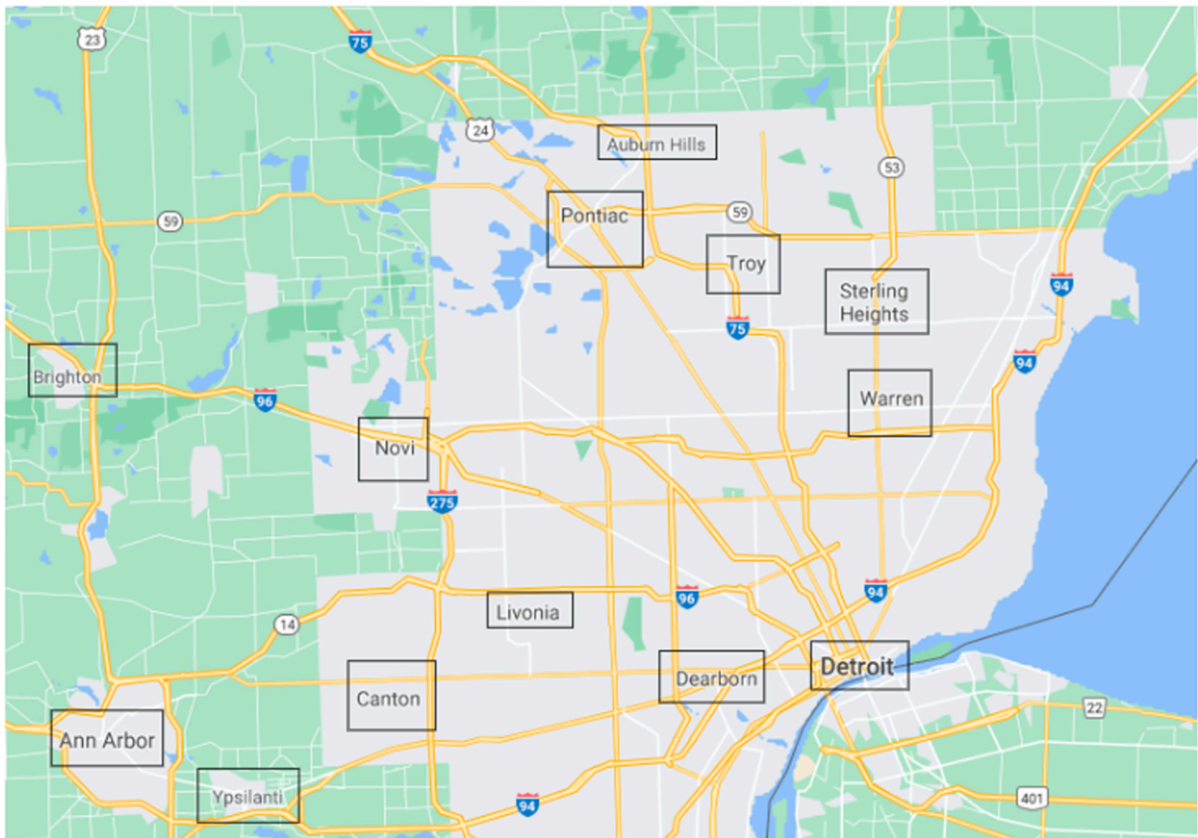 23
75
24
Auburn Hills
53
59
Pontiac
59
Troy
Sterling
Heights
94
75
94
Brighton
96
Warren
Novi
275
96
94
Livonia
14
Detroit
Dearborn
Canton
22
Ann Arbor
Ypsilanti
94
401